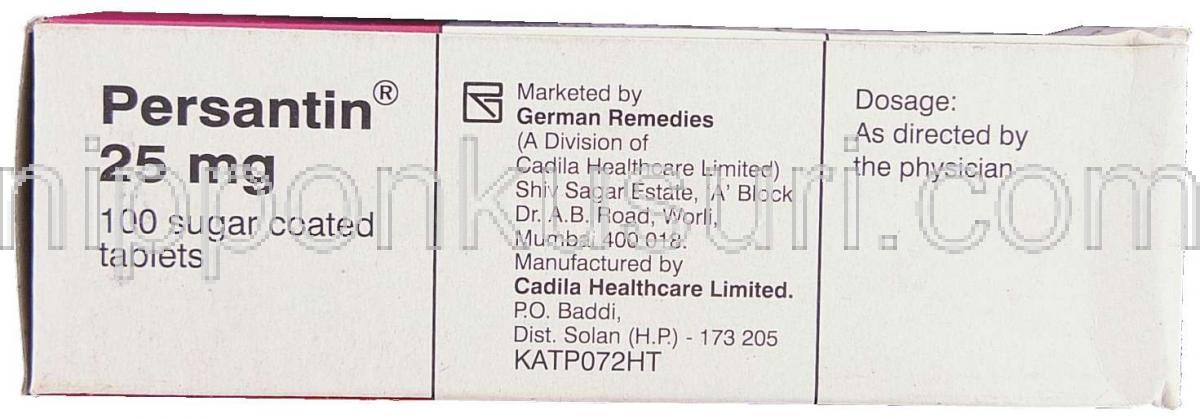 Persantin®
25 mg
100 sugar coated
tablets
Marketed by
German Remedies
(A Division of
Cadila Healthcare Limited)
Shiv Sagar Estate, 'A' Block
Dr. A.B. Road, Worli,
Mumbai 400 018.
Manufactured by
Cadila Healthcare Limited.
P.O. Baddi,
Dist. Solan (H.P.) - 173 205
KATP072HT
Dosage:
As directed by
the physician
nipponkusuri.com